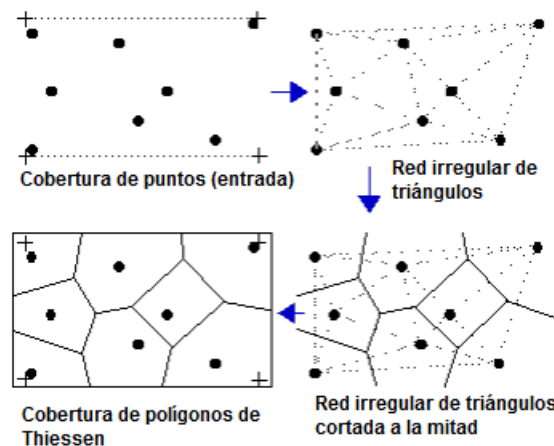 Cobertura de puntos (entrada)
Red irregular de
triángulos
Cobertura de polígonos de
Thiessen
Red irregular de triángulos
cortada a la mitad